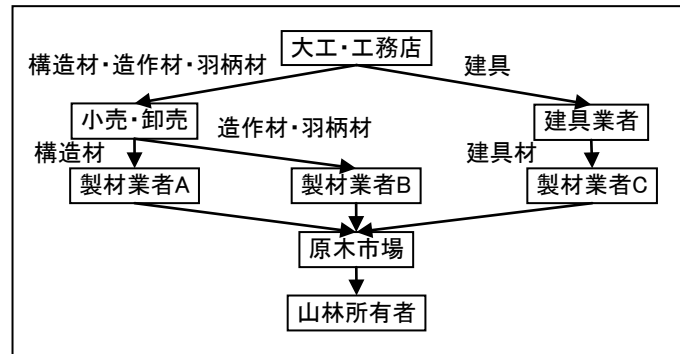 大工・工務店
構造材・造作材・羽柄材
建具
小売・卸売
建具業者
造作材・羽柄材
構造材
建具材
製材業者A
製材業者B
製材業者C
原木市場
山林所有者